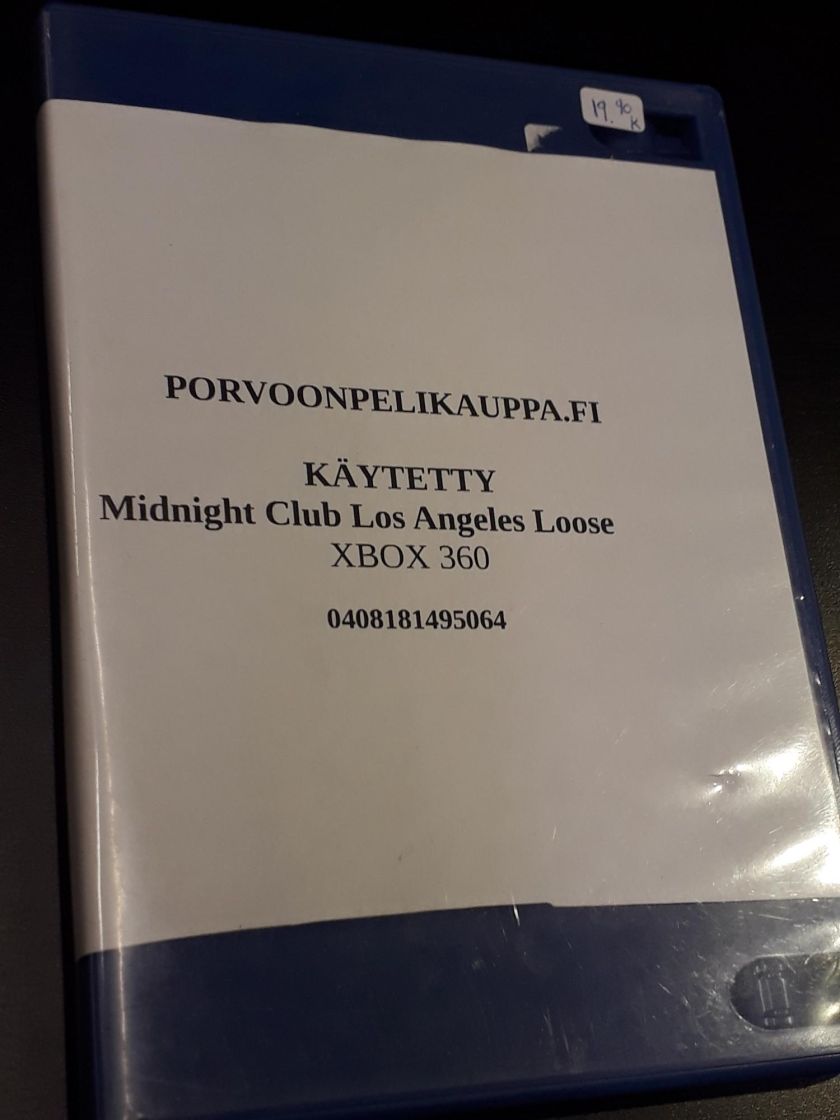 19.90
K
PORVOONPELIKAUPPA.FI
KÄYTETTY
Midnight Club Los Angeles Loose
XBOX 360
0408181495064